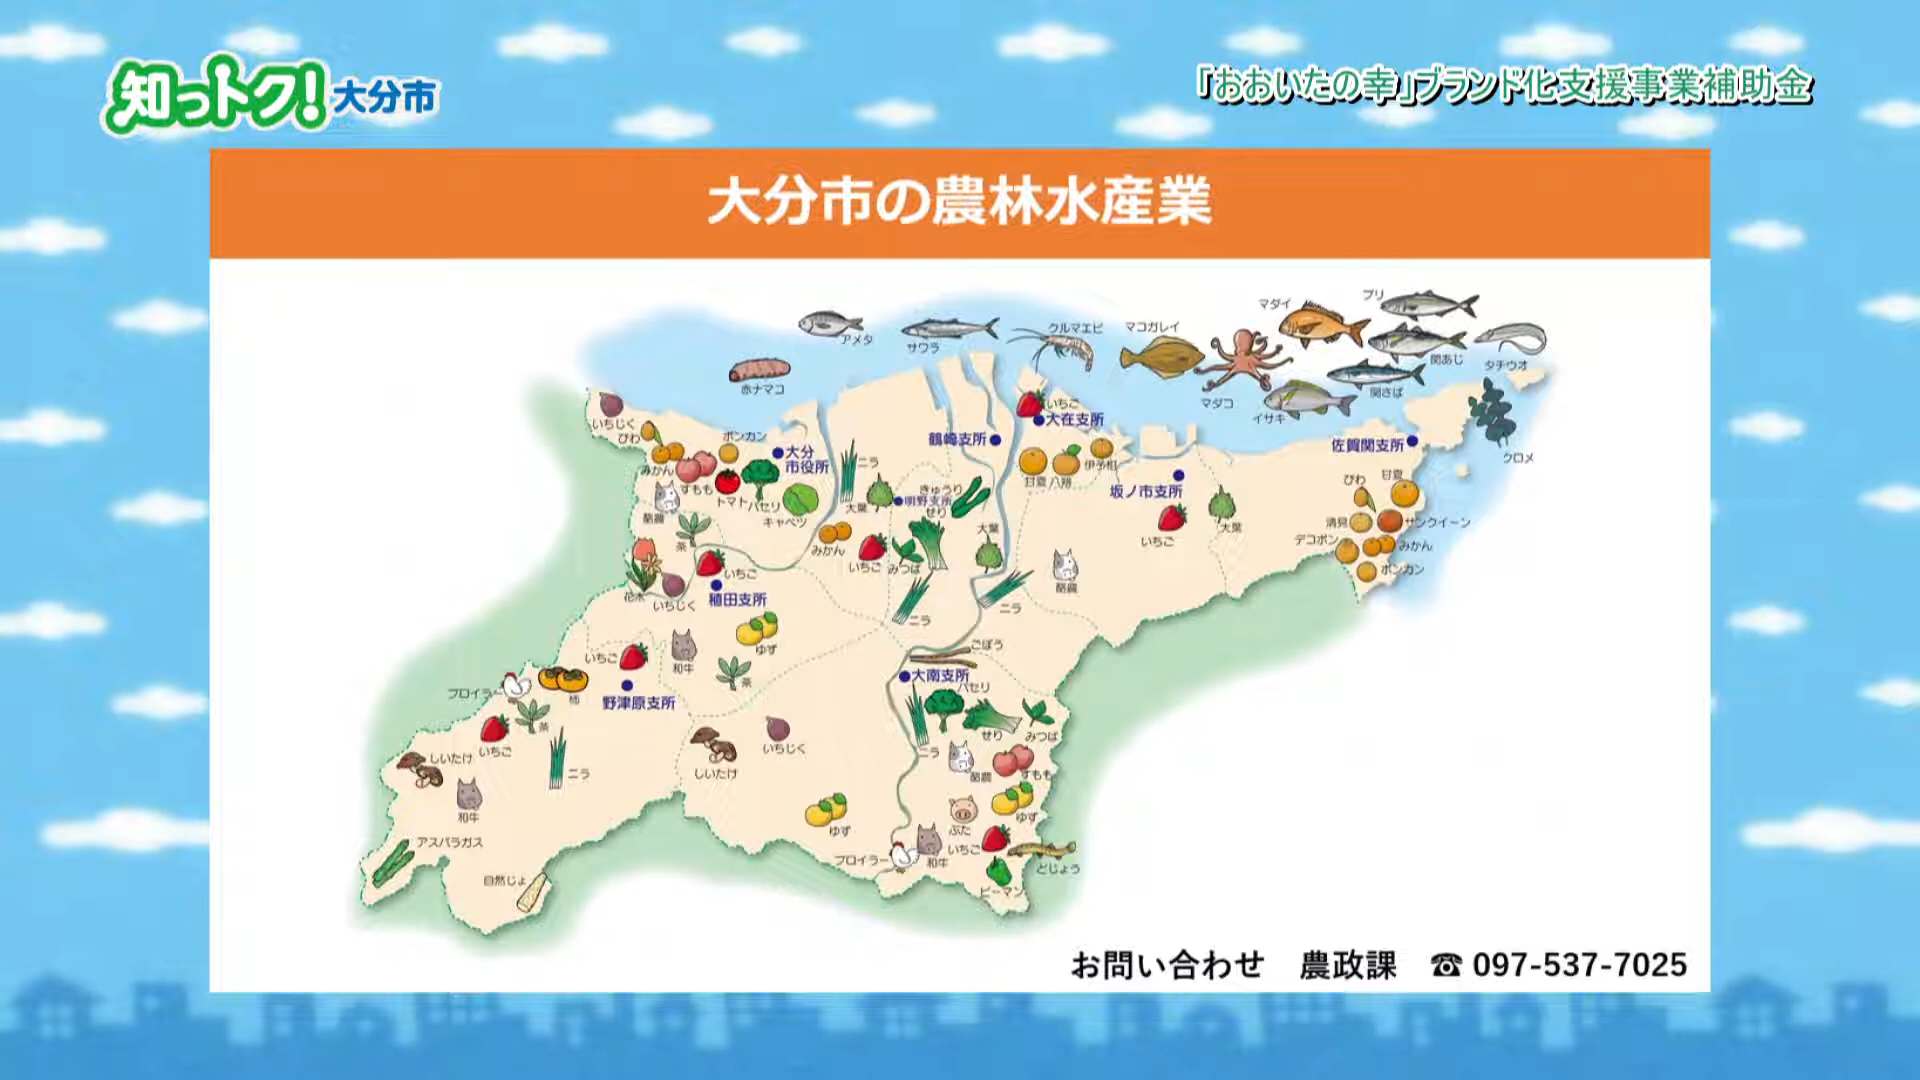 知っトク!大分市
「おおいたの幸」ブランド化支援事業補助金
大分市の農林水産業
マダイ
ブリ
アメタ
サワラ
クルマエビ
マコガレイ
関あじ
タチウオ
赤ナマコ
関さば
マダコ
イサキ
いちじく
びわ
ポンカン
いちご
大在支所
鶴崎支所
佐賀関支所
クロメ
みかん
大分
市役所
ニラ
甘夏
八朔
伊予柑
坂ノ市支所
びわ
甘夏
すもも
トマト
パセリ
キャベツ
大葉
明野支所
きゅうり
せり
酪農
茶
みかん
いちご
みつば
大葉
いちご
大葉
清見
サンクイーン
デコポン
みかん
ポンカン
花木
いちじく
いちご
稙田支所
ニラ
ニラ
酪農
いちご
和牛
ゆず
茶
ごぼう
大南支所
パセリ
ブロイラー
柿
野津原支所
茶
いちご
しいたけ
ニラ
和牛
しいたけ
いちじく
ニラ
せり
みつば
酪農
すもも
ゆず
ぶた
ゆず
アスパラガス
自然じょ
ブロイラー
和牛
いちご
どじょう
ピーマン
お問い合わせ 農政課 ☎ 097-537-7025